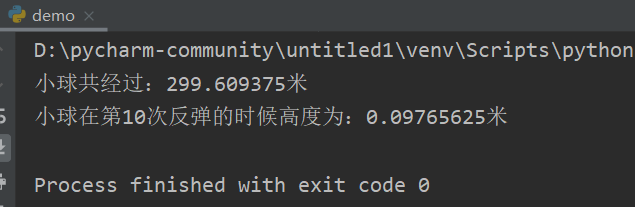 demo
D:\pycharm-community\untitled1\venv\Scripts\python
小球共经过：299.609375米
小球在第10次反弹的时候高度为：0.09765625米
Process finished with exit code 0